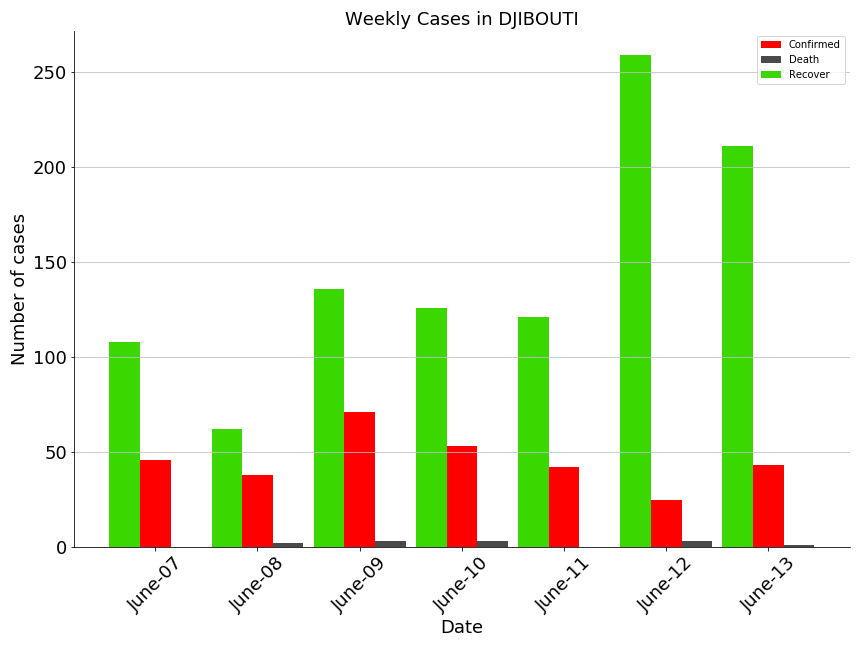 Weekly Cases in DJIBOUTI
Confirmed
Death
Recover
Number of cases
250
200
150
100
50
0
June-07
June-08
June-09
June-10
June-11
June-12
June-13
Date